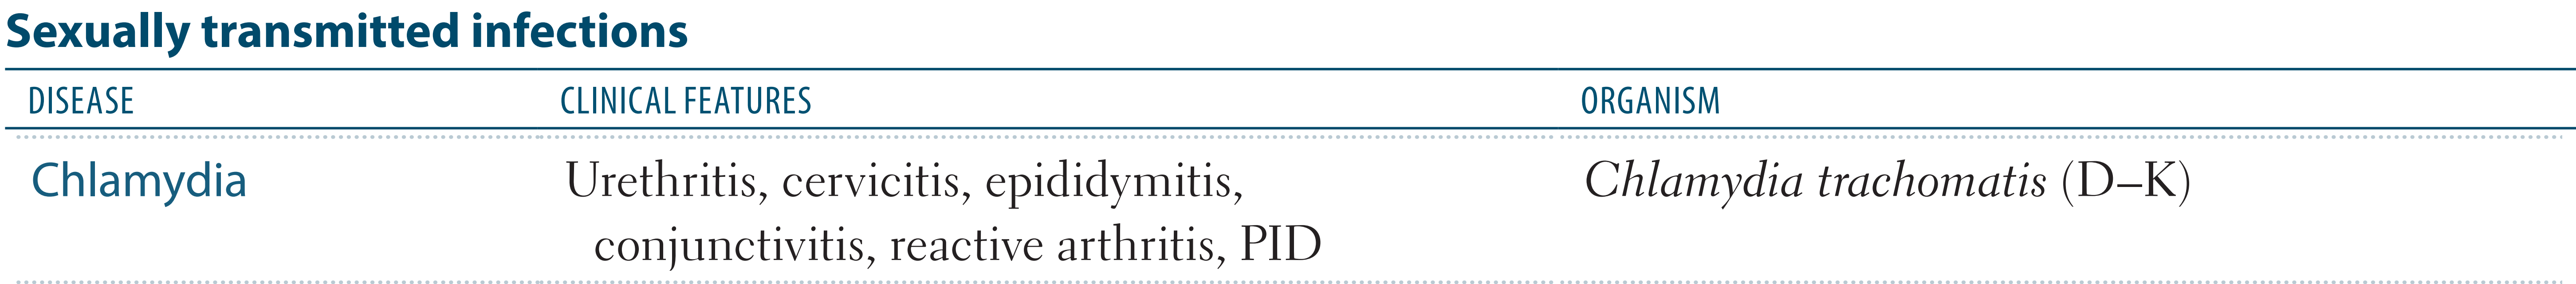 Sexually transmitted infections
DISEASE CLINICAL FEATURES ORGANISM
Chlamydia Urethritis, cervicitis, epididymitis, Chlamydia trachomatis (D–K)
conjunctivitis, reactive arthritis, PID